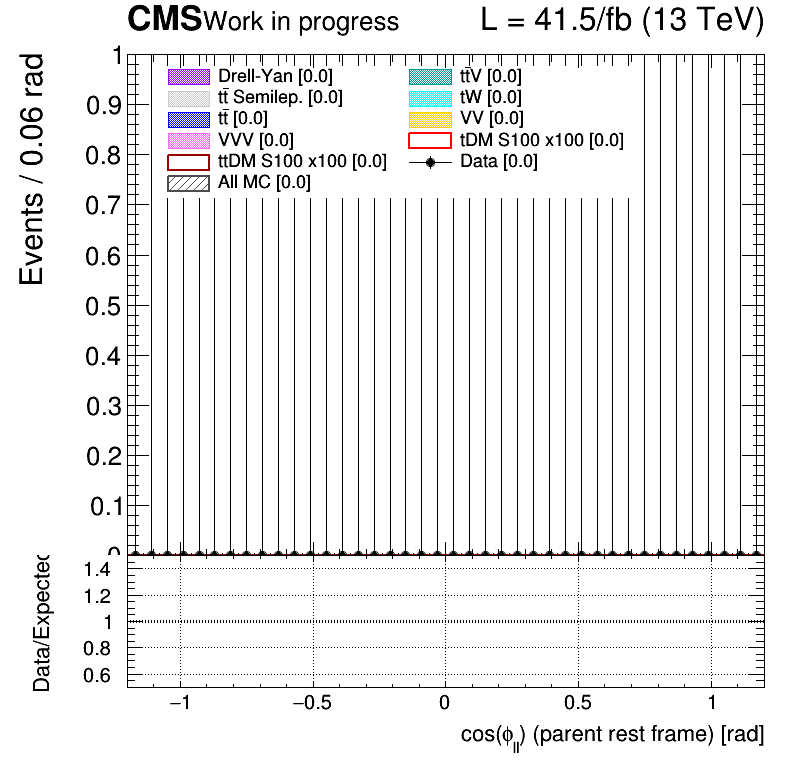 CMS Work in progress L = 41.5/fb (13 TeV)
Events / 0.06 rad
1
0.9
0.8
0.7
0.6
0.5
0.4
0.3
0.2
0.1
0
Drell-Yan [0.0]
tt̄V [0.0]
tt̄ Semilep. [0.0]
tW [0.0]
tt̄ [0.0]
VV [0.0]
VVV [0.0]
tDM S100 x100 [0.0]
ttDM S100 x100 [0.0]
Data [0.0]
All MC [0.0]
Data/Expected
1.4
1.2
1
0.8
0.6
−1 −0.5 0 0.5 1
cos(ϕ_ll) (parent rest frame) [rad]